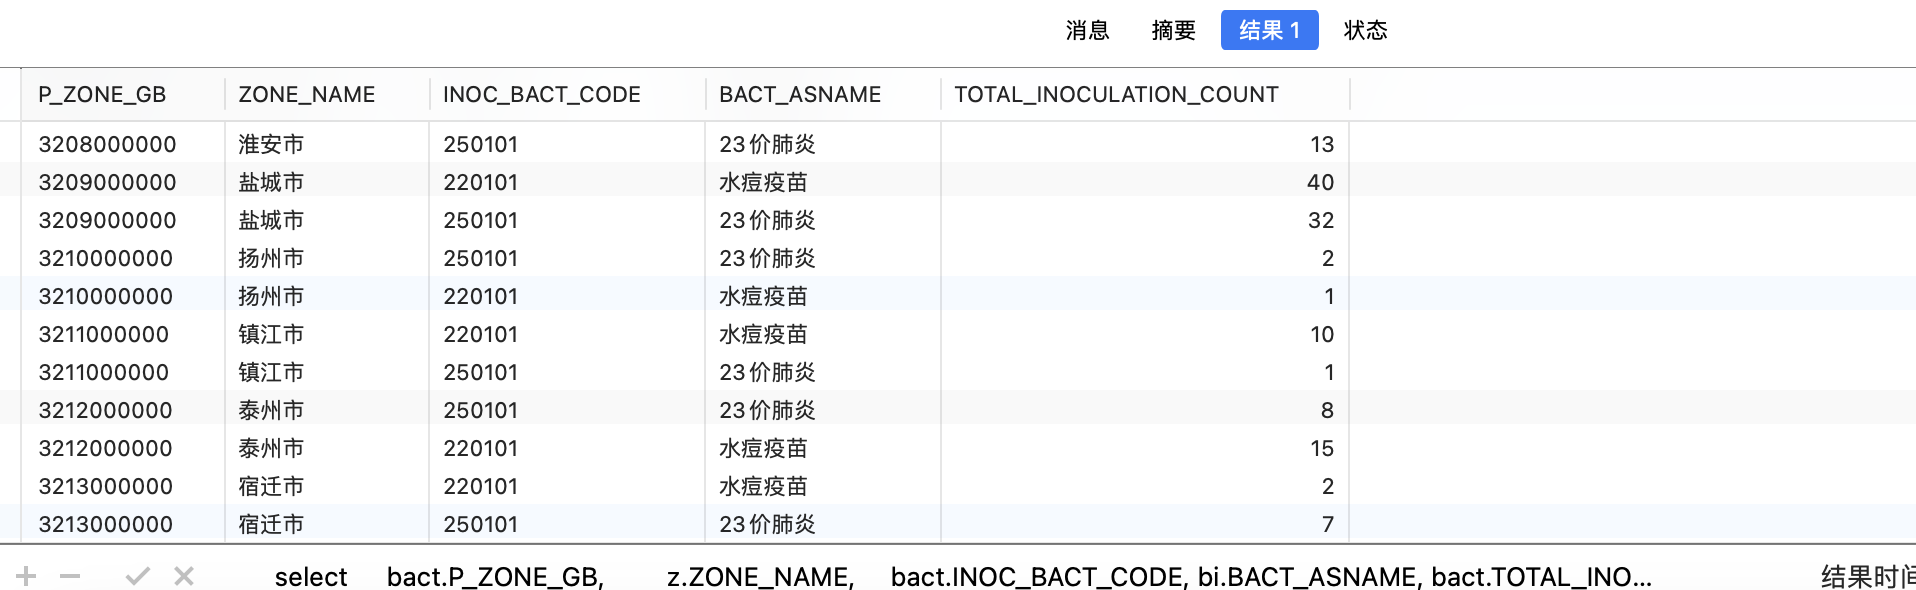 消息 摘要 结果 1 状态
P_ZONE_GB ZONE_NAME INOC_BACT_CODE BACT_ASNAME TOTAL_INOCULATION_COUNT
3208000000 淮安市 250101 23价肺炎 13
3209000000 盐城市 220101 水痘疫苗 40
3209000000 盐城市 250101 23价肺炎 32
3210000000 扬州市 250101 23价肺炎 2
3210000000 扬州市 220101 水痘疫苗 1
3211000000 镇江市 220101 水痘疫苗 10
3211000000 镇江市 250101 23价肺炎 1
3212000000 泰州市 250101 23价肺炎 8
3212000000 泰州市 220101 水痘疫苗 15
3213000000 宿迁市 220101 水痘疫苗 2
3213000000 宿迁市 250101 23价肺炎 7
select bact.P_ZONE_GB, z.ZONE_NAME, bact.INOC_BACT_CODE, bi.BACT_ASNAME, bact.TOTAL_INO... 结果时间